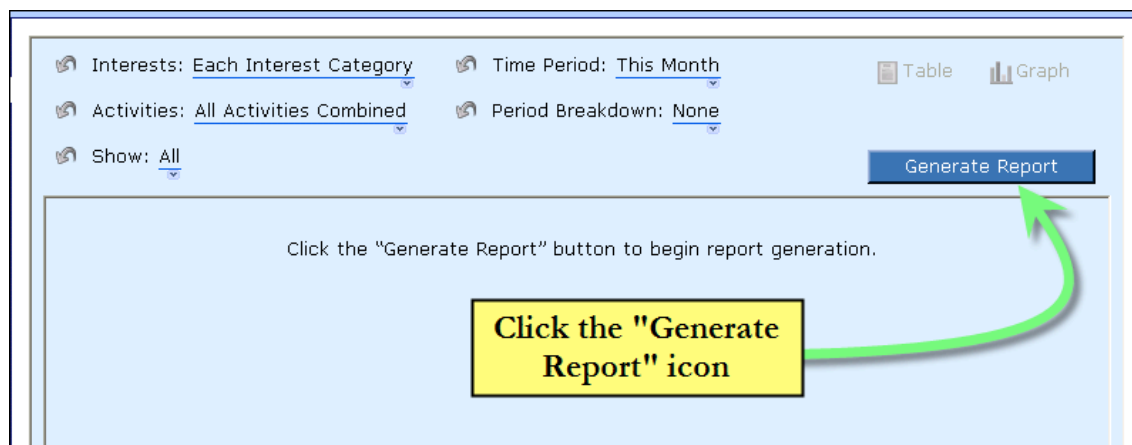 Interests: Each Interest Category Time Period: This Month Table Graph
Activities: All Activities Combined Period Breakdown: None
Show: All
Generate Report
Click the "Generate Report" button to begin report generation.
Click the "Generate
Report" icon